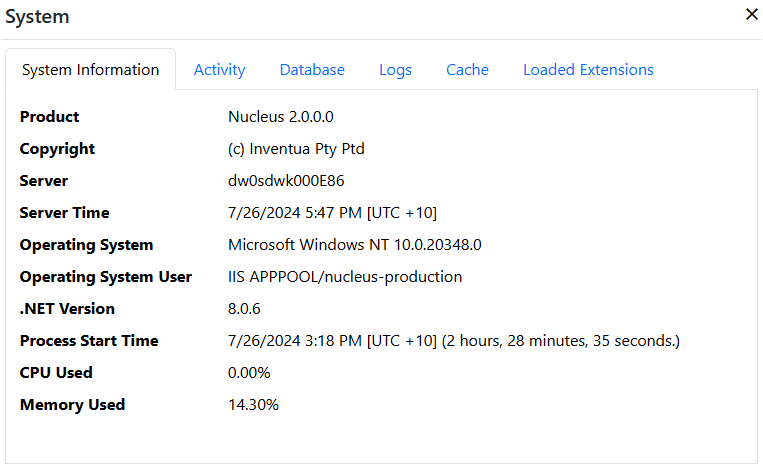 System
System Information Activity Database Logs Cache Loaded Extensions
Product Nucleus 2.0.0.0
Copyright (c) Inventua Pty Ptd
Server dw0sdwk000E86
Server Time 7/26/2024 5:47 PM [UTC +10]
Operating System Microsoft Windows NT 10.0.20348.0
Operating System User IIS APPPOOL/nucleus-production
.NET Version 8.0.6
Process Start Time 7/26/2024 3:18 PM [UTC +10] (2 hours, 28 minutes, 35 seconds.)
CPU Used 0.00%
Memory Used 14.30%